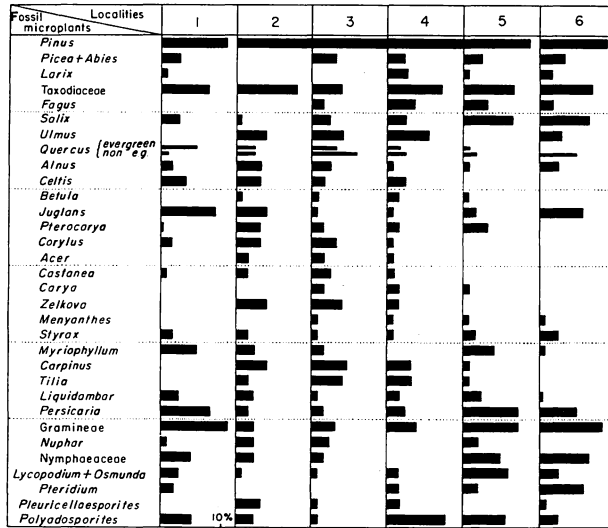 Fossil microplants Localities 1 2 3 4 5 6
Pinus
Picea+Abies
Larix
Taxodiaceae
Fagus
Salix
Ulmus
Quercus {evergreen
non e.g.
Alnus
Celtis
Betula
Juglans
Pterocarya
Corylus
Acer
Castanea
Carya
Zelkova
Menyanthes
Styrax
Myriophyllum
Carpinus
Tilia
Liquidambar
Persicaria
Gramineae
Nuphar
Nymphaeaceae
Lycopodium+Osmunda
Pteridium
Pleuricellaesporites
Polyadosporites 10%